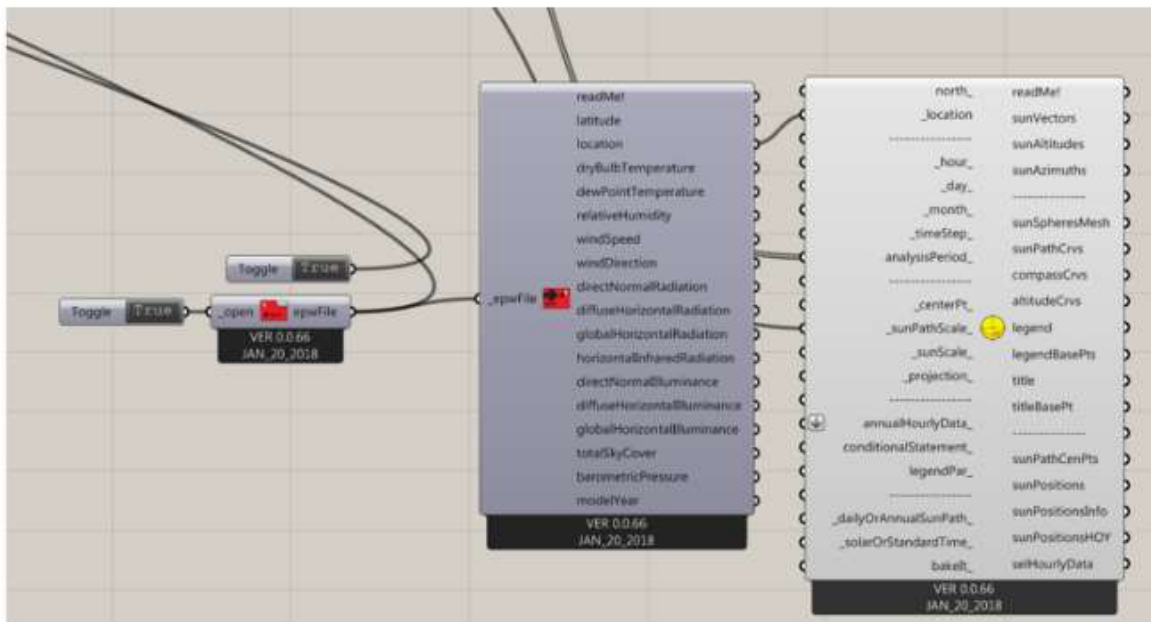 Toggle True
Toggle True
_open epwFile
VER 0.0.66
JAN_20_2018
_epwFile
readMe!
latitude
location
dryBulbTemperature
dewPointTemperature
relativeHumidity
windSpeed
windDirection
directNormalRadiation
diffuseHorizontalRadiation
globalHorizontalRadiation
horizontalInfraredRadiation
directNormalIlluminance
diffuseHorizontalIlluminance
globalHorizontalIlluminance
totalSkyCover
barometricPressure
modelYear
VER 0.0.66
JAN_20_2018
north_
_location
---------------
_hour_
_day_
_month_
_timeStep_
analysisPeriod_
---------------
_centerPt_
_sunPathScale_
_sunScale_
_projection_
---------------
annualHourlyData_
conditionalStatement_
legendPar_
---------------
_dailyOrAnnualSunPath_
_solarOrStandardTime_
bakeIt_
readMe!
sunVectors
sunAltitudes
sunAzimuths
---------------
sunSpheresMesh
sunPathCrvs
compassCrvs
altitudeCrvs
legend
legendBasePts
title
titleBasePt
---------------
sunPathCenPts
sunPositions
sunPositionsInfo
sunPositionsHOY
selHourlyData
VER 0.0.66
JAN_20_2018